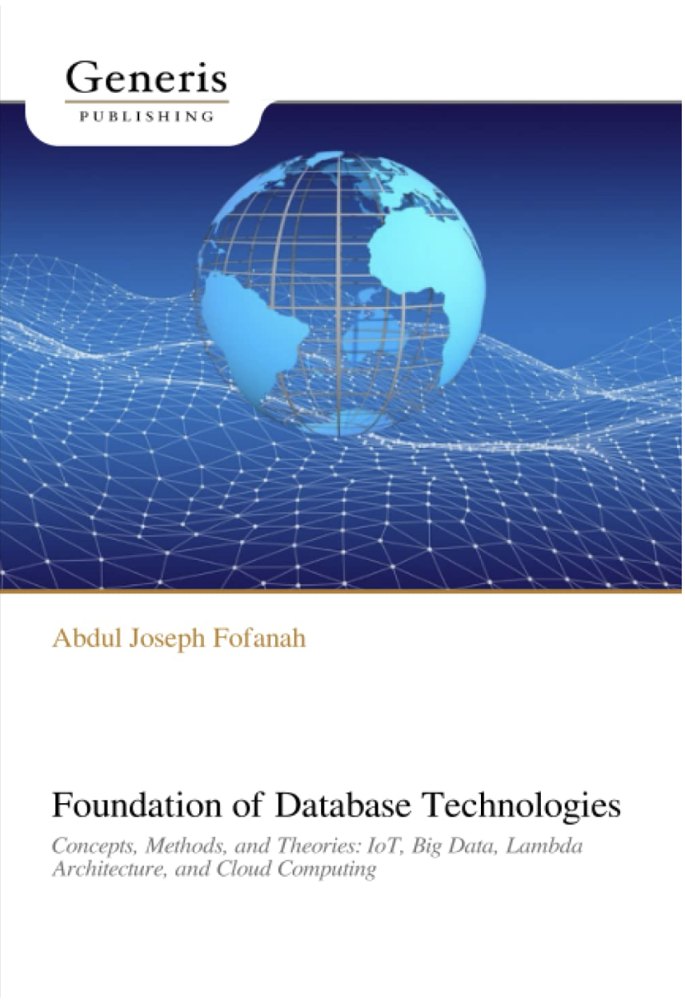 Generis
PUBLISHING
Abdul Joseph Fofanah
Foundation of Database Technologies
Concepts, Methods, and Theories: IoT, Big Data, Lambda
Architecture, and Cloud Computing